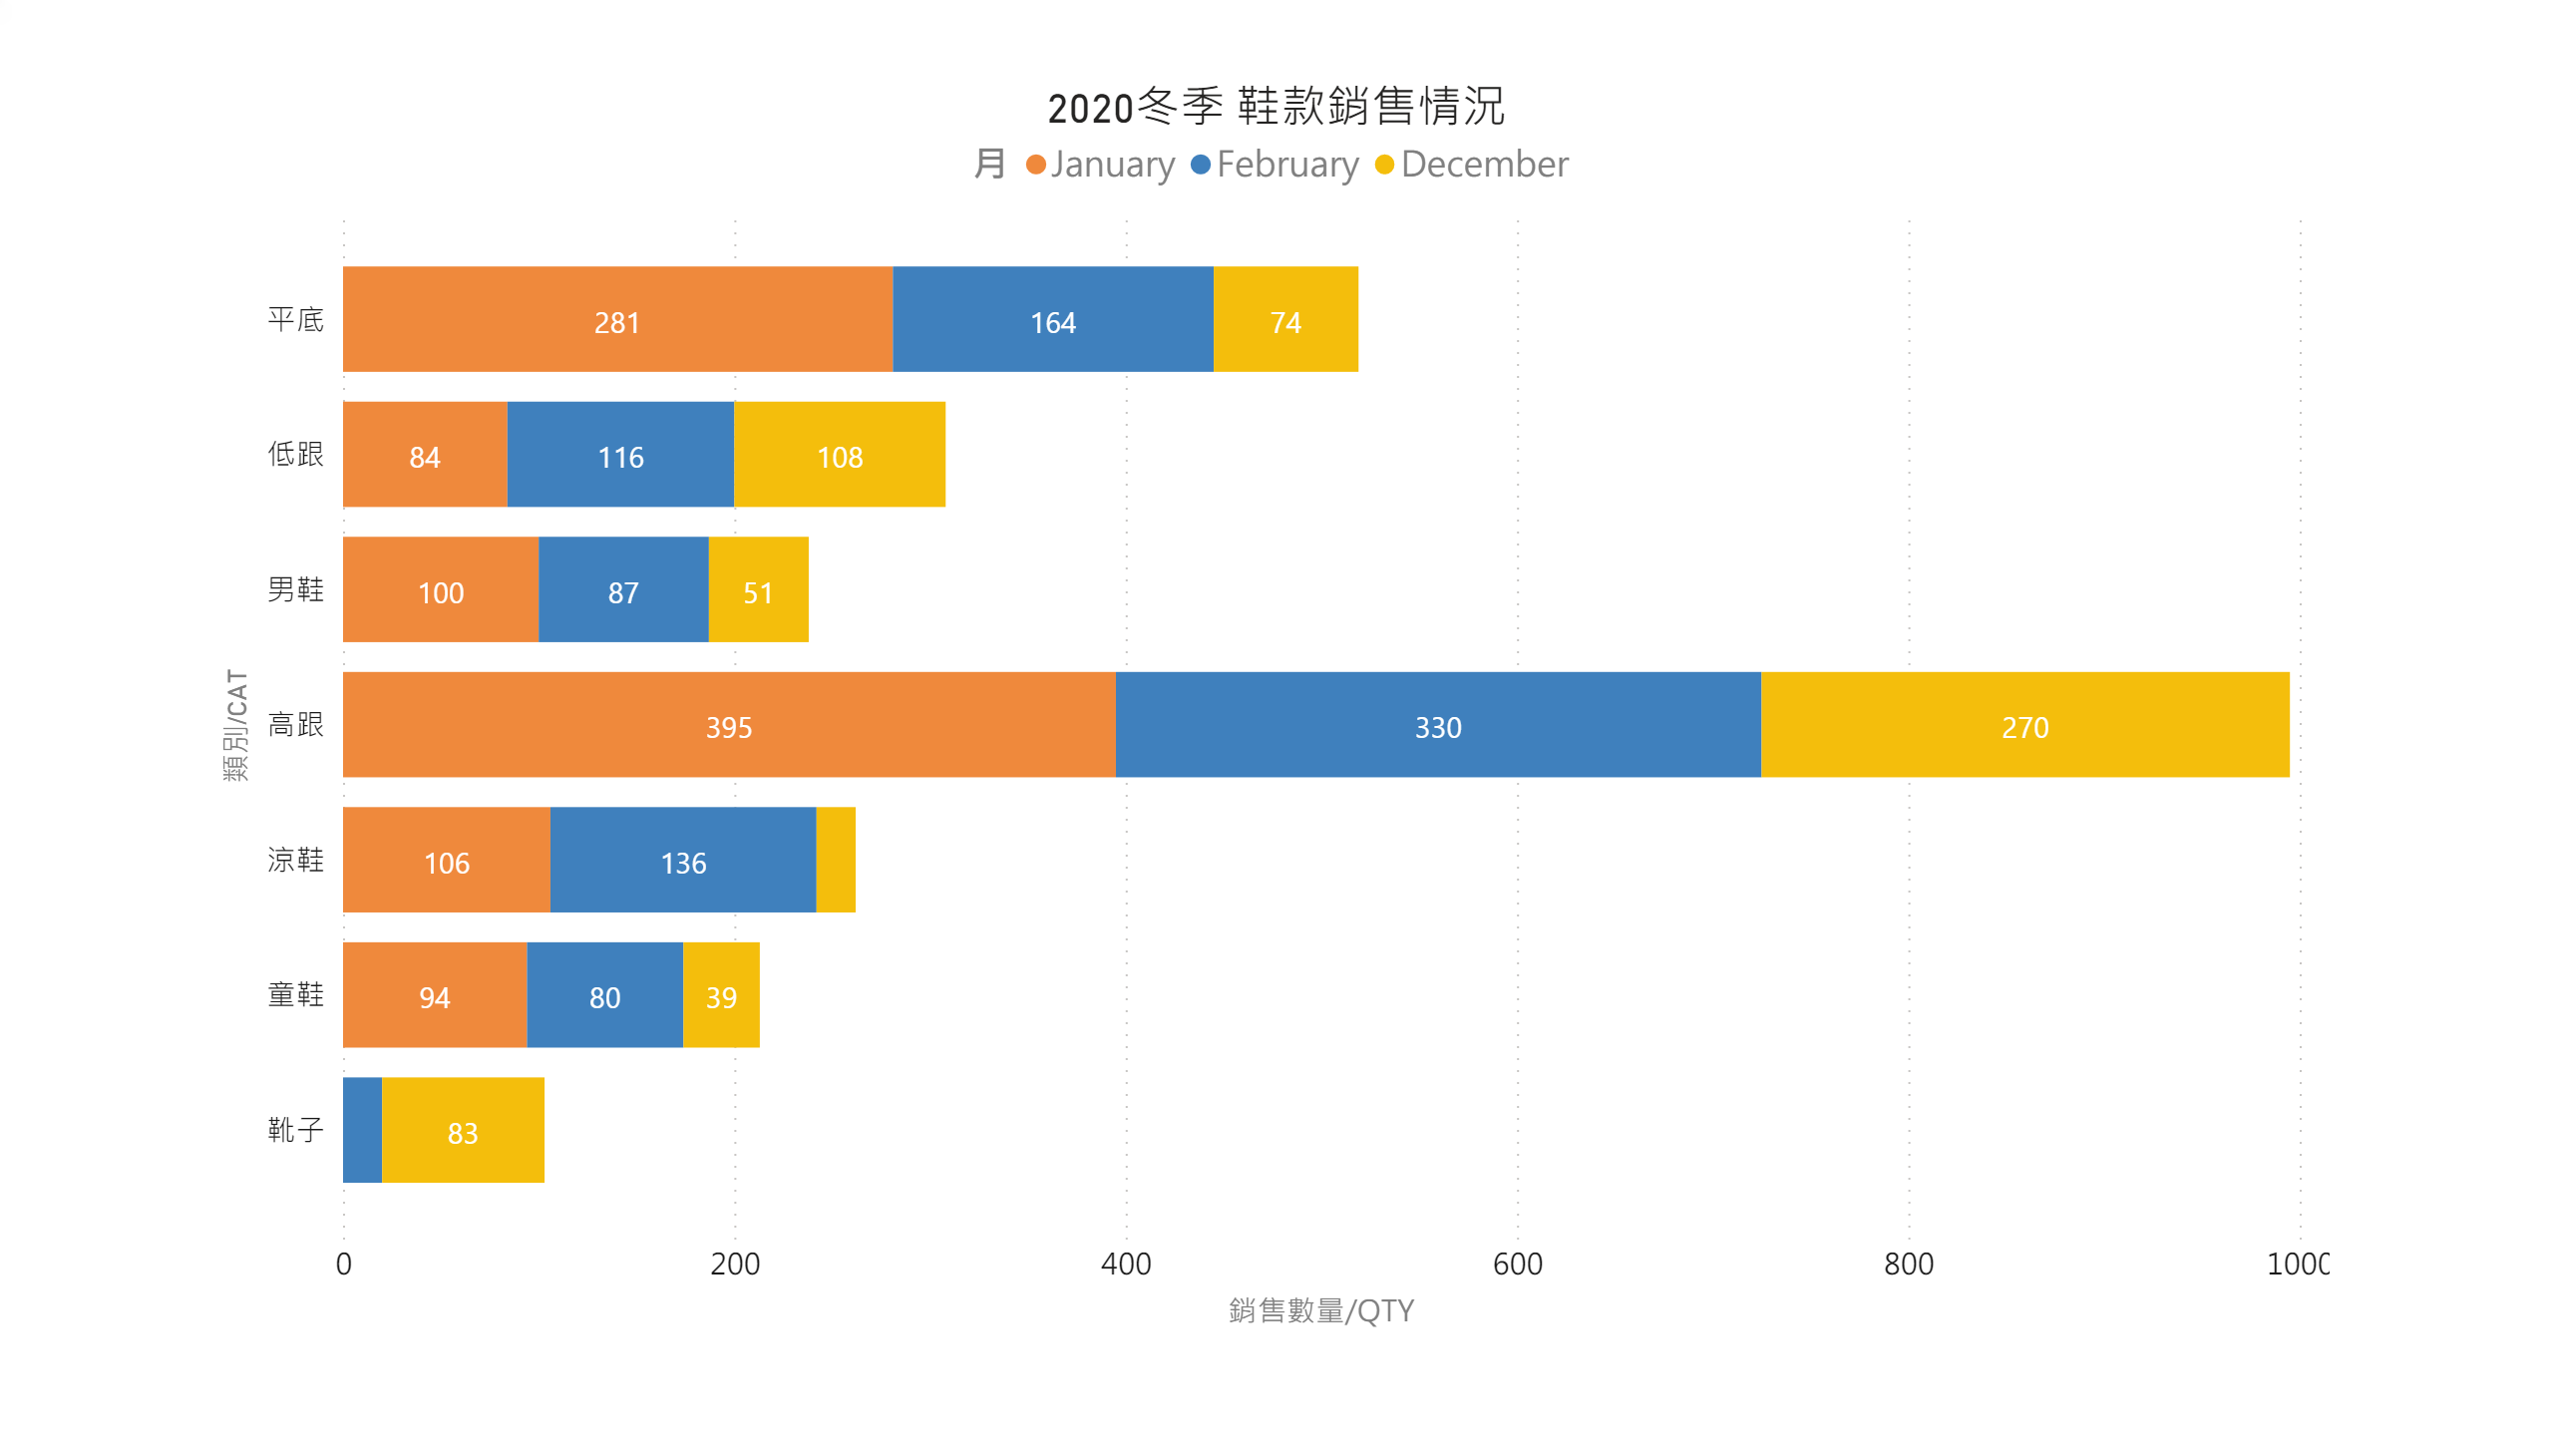 2020冬季 鞋款銷售情況
月 January February December
平底 281 164 74
低跟 84 116 108
男鞋 100 87 51
類別/CAT
高跟 395 330 270
涼鞋 106 136
童鞋 94 80 39
靴子 83
0 200 400 600 800 1000
銷售數量/QTY